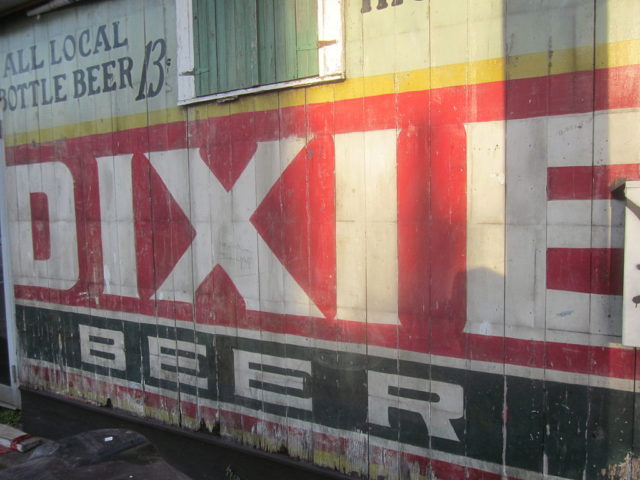 ALL LOCAL
BOTTLE BEER 13¢
DIXIE
BEER